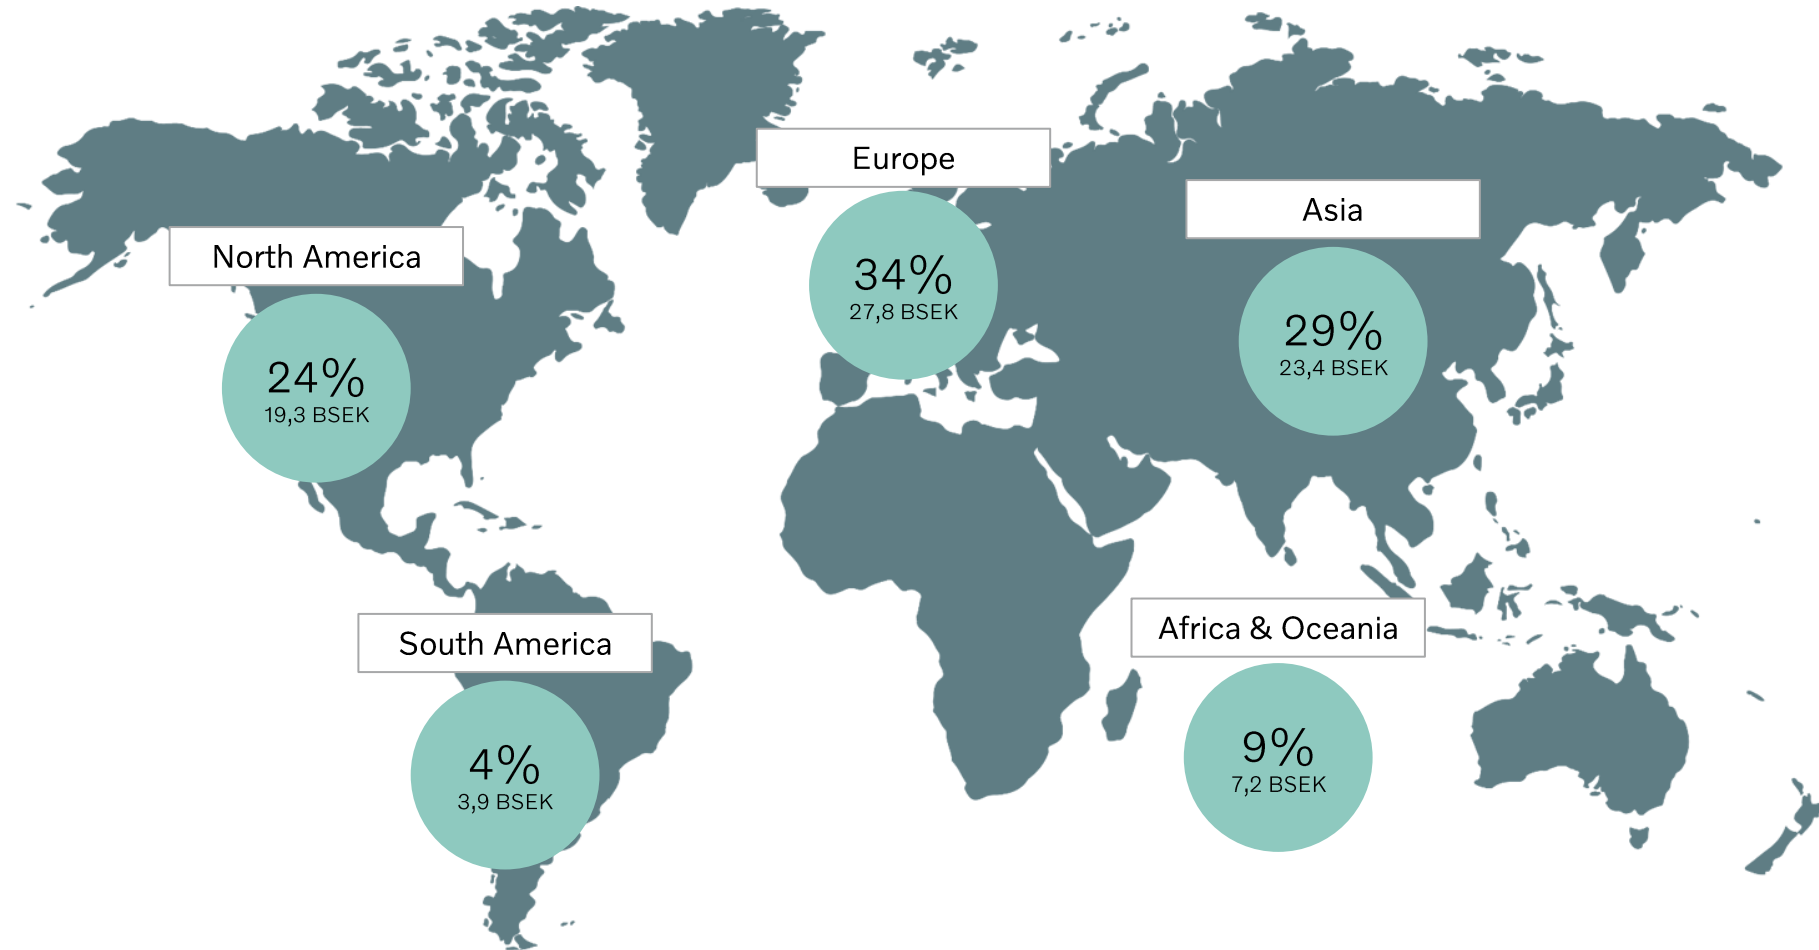 Europe
34%
27,8 BSEK
Asia
29%
23,4 BSEK
North America
24%
19,3 BSEK
South America
4%
3,9 BSEK
Africa & Oceania
9%
7,2 BSEK